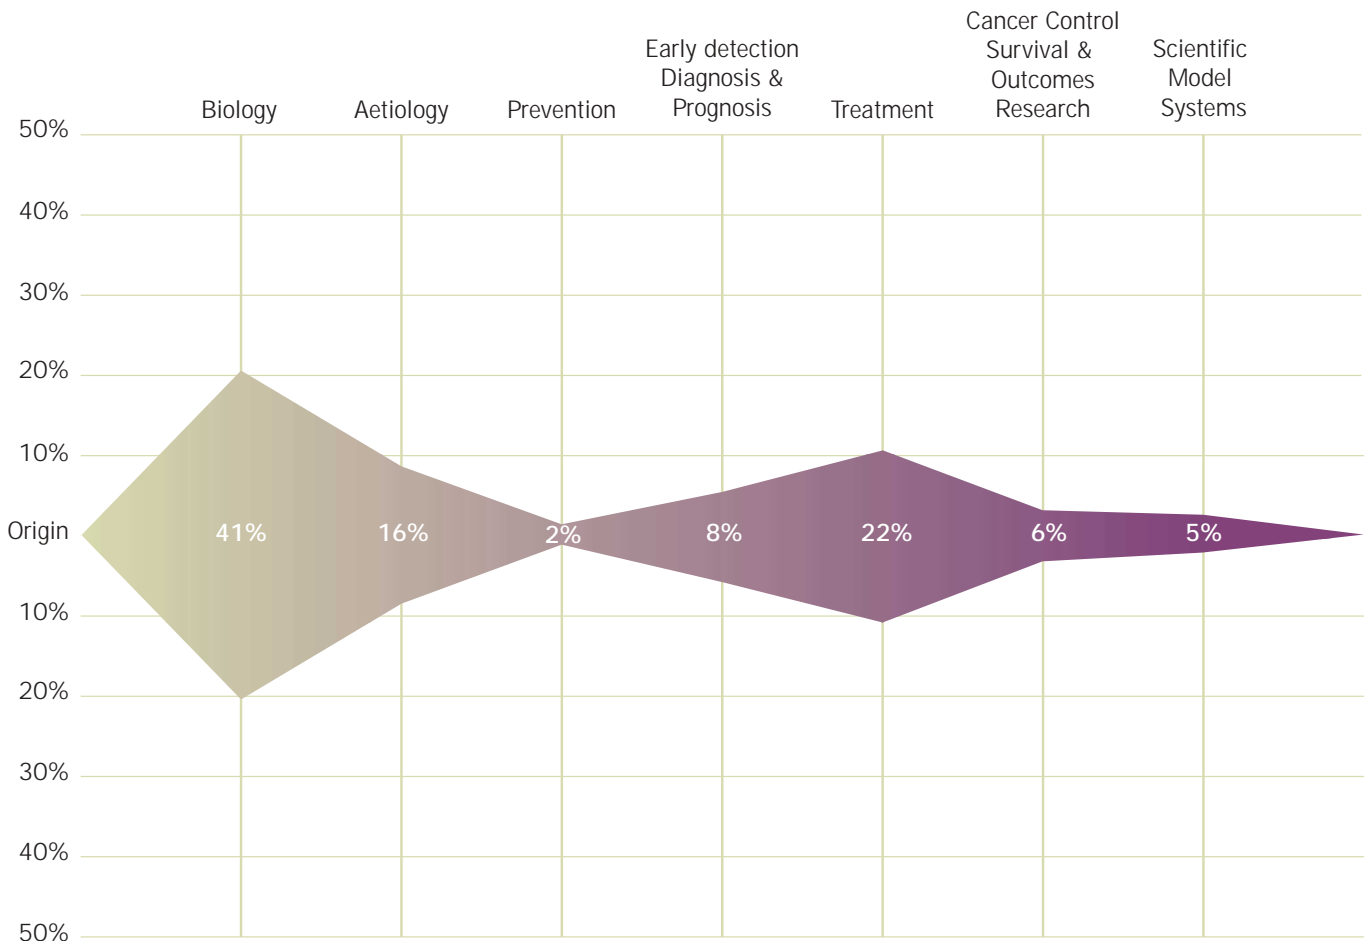 Cancer Control
Early detection
Survival &
Scientific
Diagnosis &
Outcomes
Model
Biology
Aetiology
Prevention
Prognosis
Treatment
Research
Systems
50%
40%
30%
20%
10%
Origin
41%
16%
2%
8%
22%
6%
5%
10%
20%
30%
40%
50%